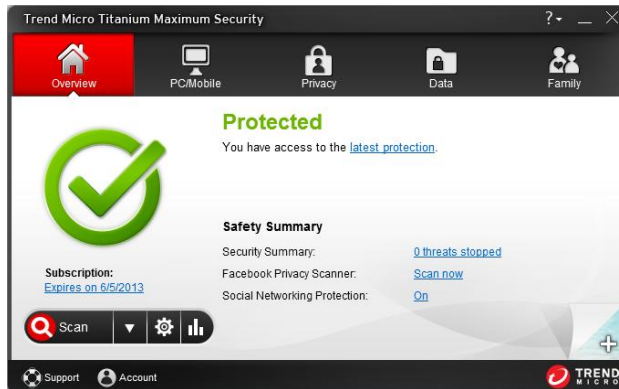 Trend Micro Titanium Maximum Security
?
Overview
PC/Mobile
Privacy
Data
Family
Protected
You have access to the latest protection.
Safety Summary
Security Summary: 0 threats stopped
Facebook Privacy Scanner: Scan now
Social Networking Protection: On
Subscription:
Expires on 6/5/2013
Scan
Support
Account
TREND
MICRO